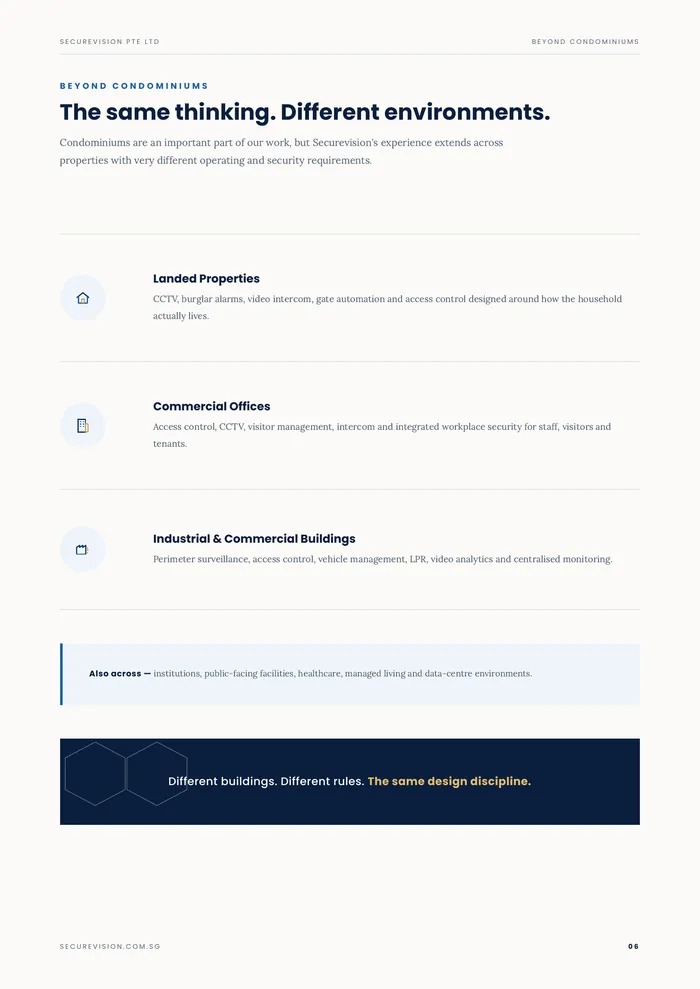 SECUREVISION PTE LTD
BEYOND CONDOMINIUMS
BEYOND CONDOMINIUMS
The same thinking. Different environments.
Condominiums are an important part of our work, but Securevision's experience extends across
properties with very different operating and security requirements.
Landed Properties
CCTV, burglar alarms, video intercom, gate automation and access control designed around how the household
actually lives.
Commercial Offices
Access control, CCTV, visitor management, intercom and integrated workplace security for staff, visitors and
tenants.
Industrial & Commercial Buildings
Perimeter surveillance, access control, vehicle management, LPR, video analytics and centralised monitoring.
Also across — institutions, public-facing facilities, healthcare, managed living and data-centre environments.
Different buildings. Different rules. The same design discipline.
SECUREVISION.COM.SG
06